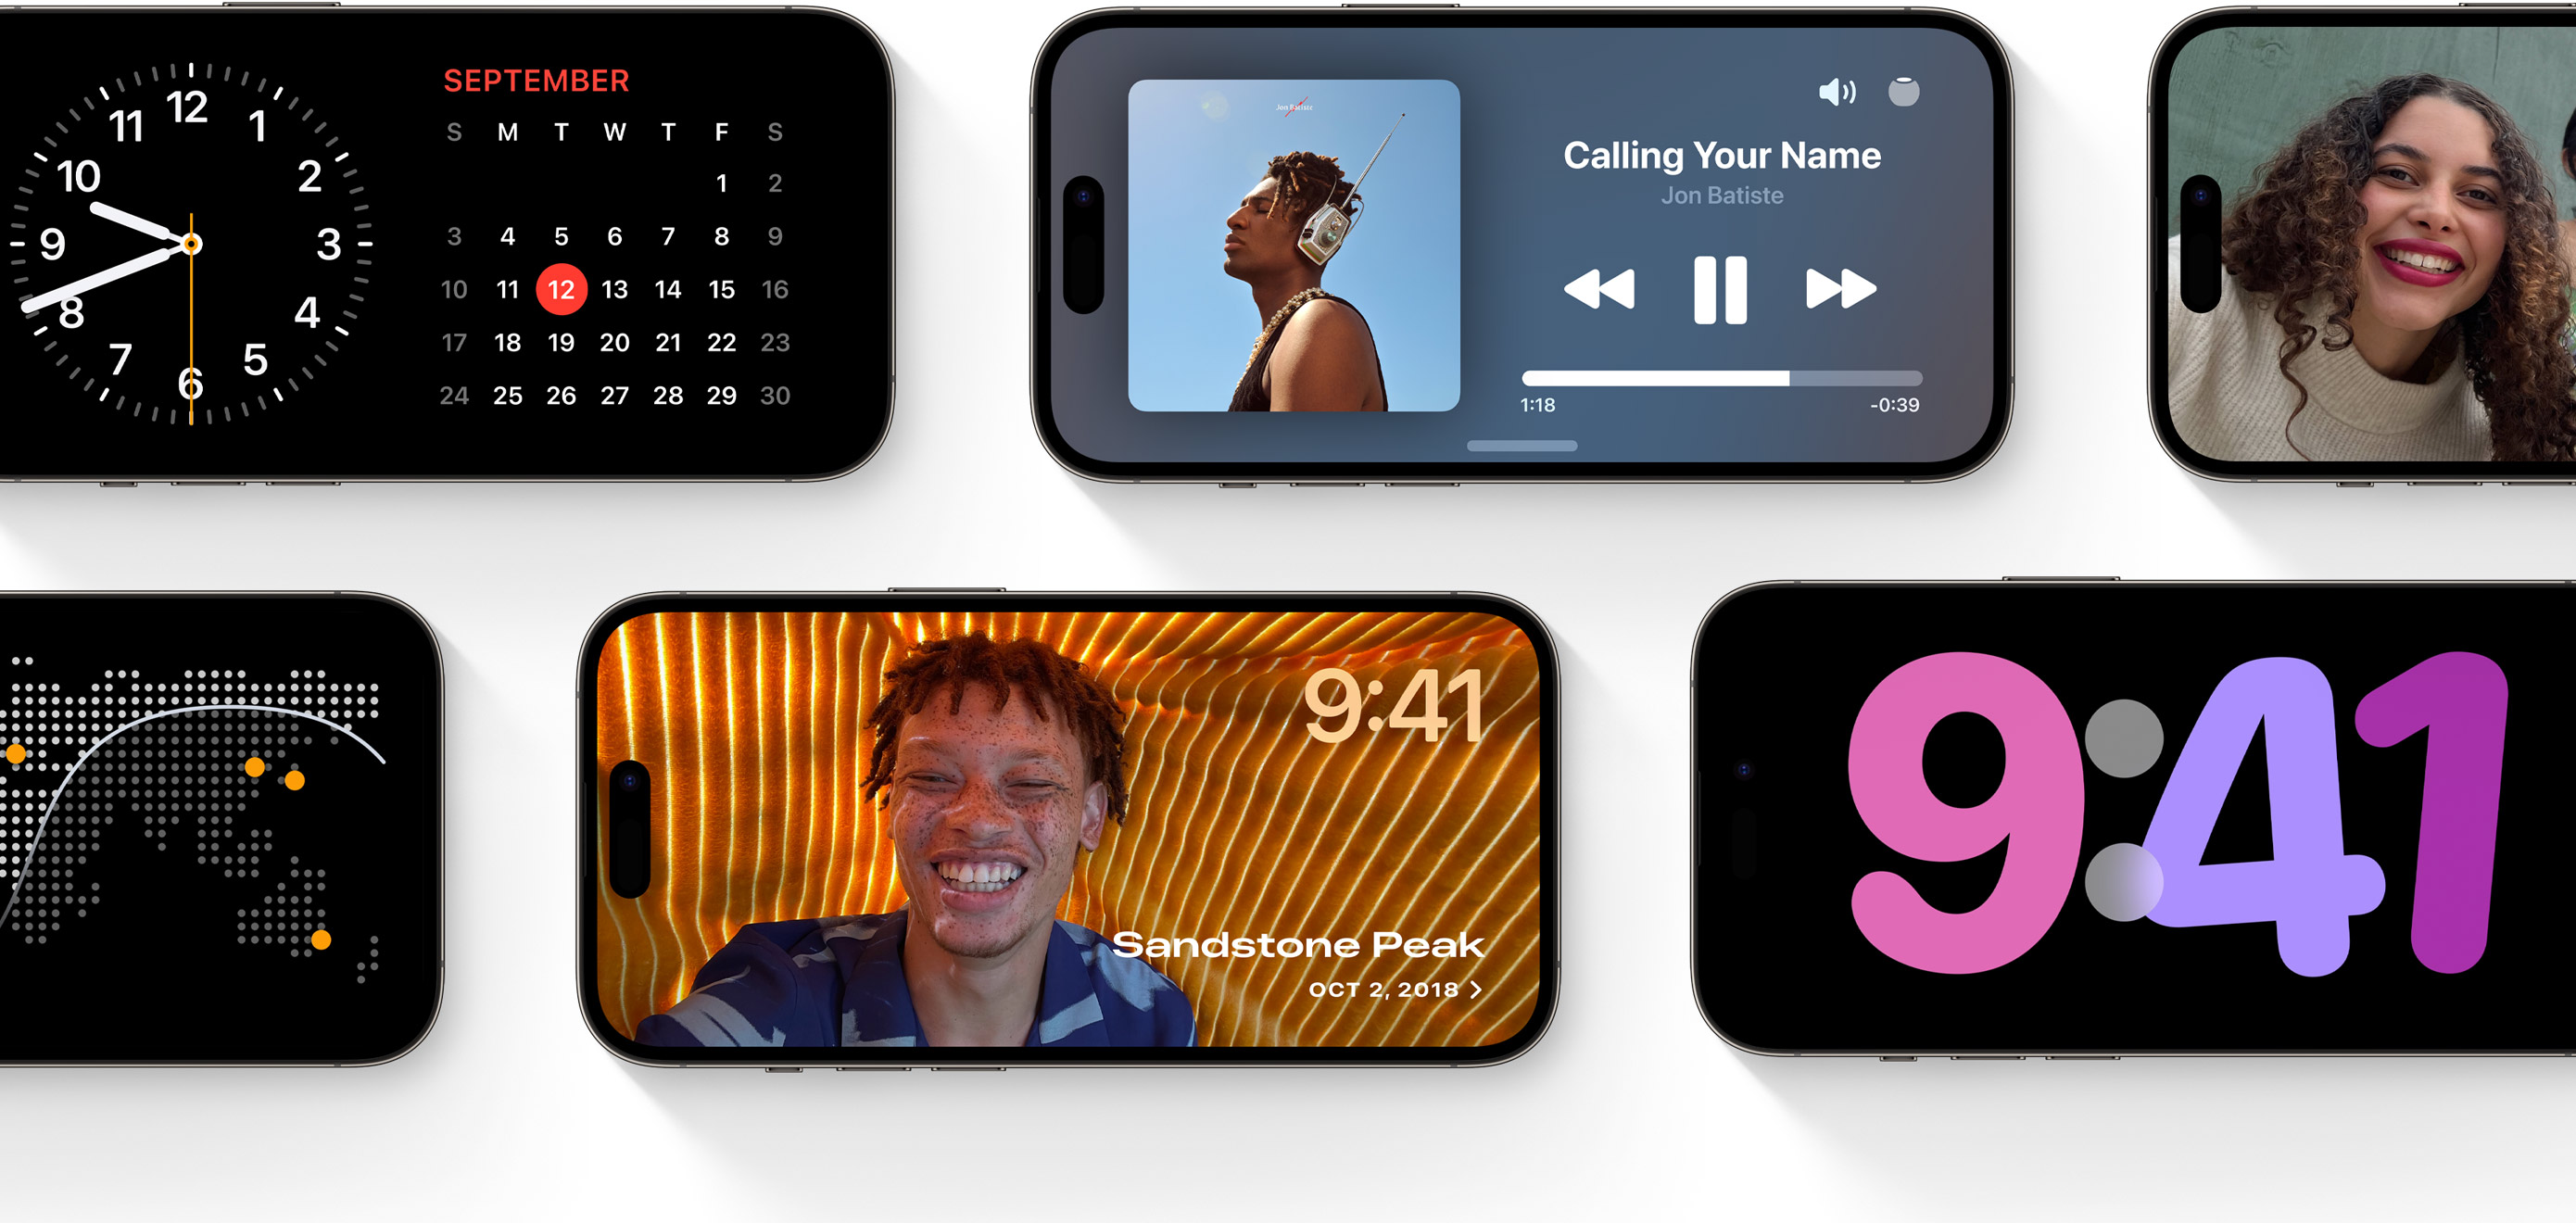 12
11 1
10 2
9 3
8 4
7 5
6
SEPTEMBER
S M T W T F S
1 2
3 4 5 6 7 8 9
10 11 12 13 14 15 16
17 18 19 20 21 22 23
24 25 26 27 28 29 30
Jon Batiste
Calling Your Name
Jon Batiste
1:18 -0:39
9:41
Sandstone Peak
OCT 2, 2018
9:41